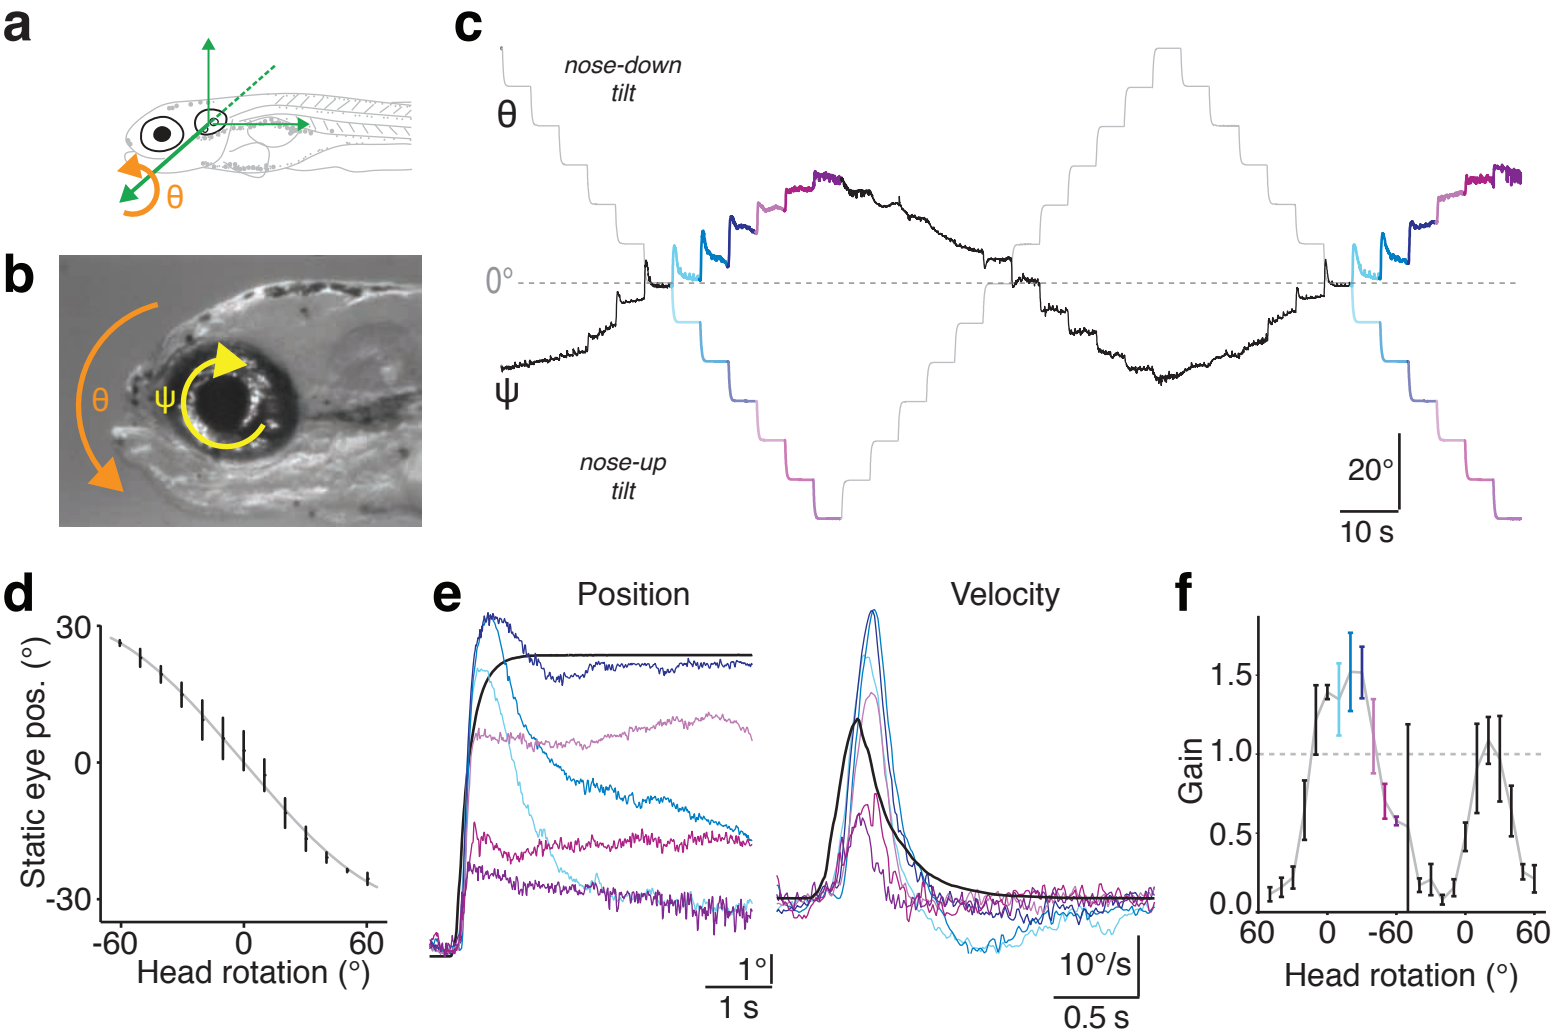 a
θ
b
θ
ψ
c
nose-down
tilt
θ
0°
ψ
nose-up
tilt
20°
10 s
d
Static eye pos. (°)
30
0
-30
-60 0 60
Head rotation (°)
e
Position
Velocity
1°
1 s
10°/s
0.5 s
f
Gain
1.5
1.0
0.5
0.0
60 0 -60 0 60
Head rotation (°)